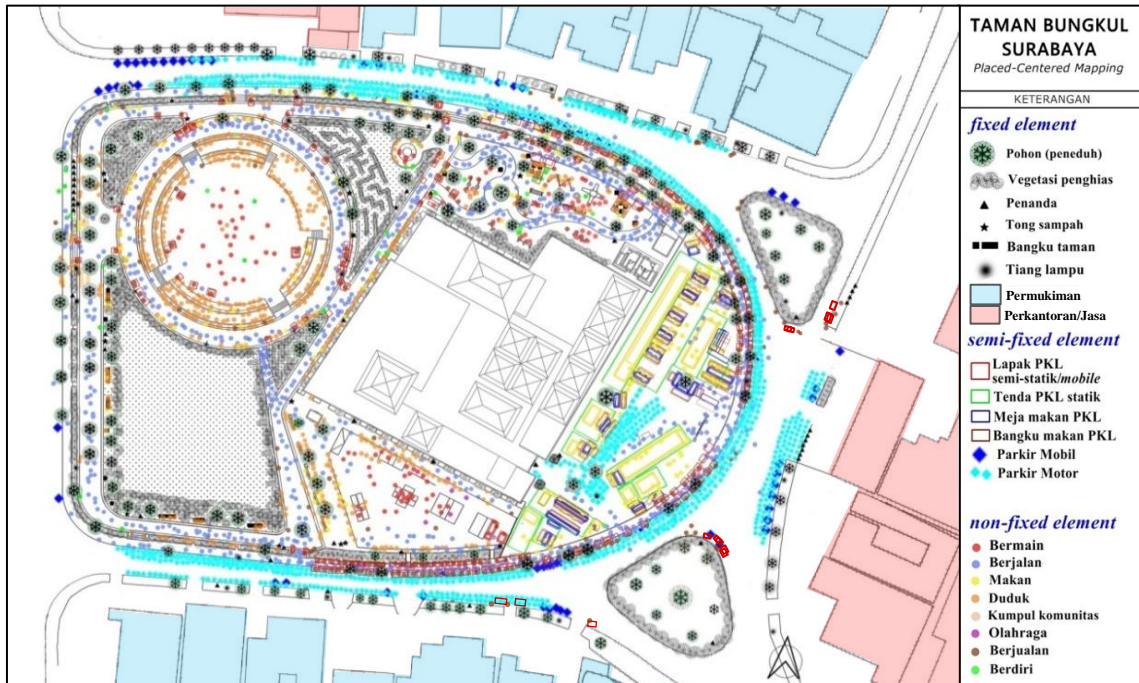 TAMAN BUNGKUL
SURABAYA
Placed-Centered Mapping
KETERANGAN
fixed element
Pohon (peneduh)
Vegetasi penghias
Penanda
Tong sampah
Bangku taman
Tiang lampu
Permukiman
Perkantoran/Jasa
semi-fixed element
Lapak PKL
semi-statik/mobile
Tenda PKL statik
Meja makan PKL
Bangku makan PKL
Parkir Mobil
Parkir Motor
non-fixed element
Bermain
Berjalan
Makan
Duduk
Kumpul komunitas
Olahraga
Berjualan
Berdiri